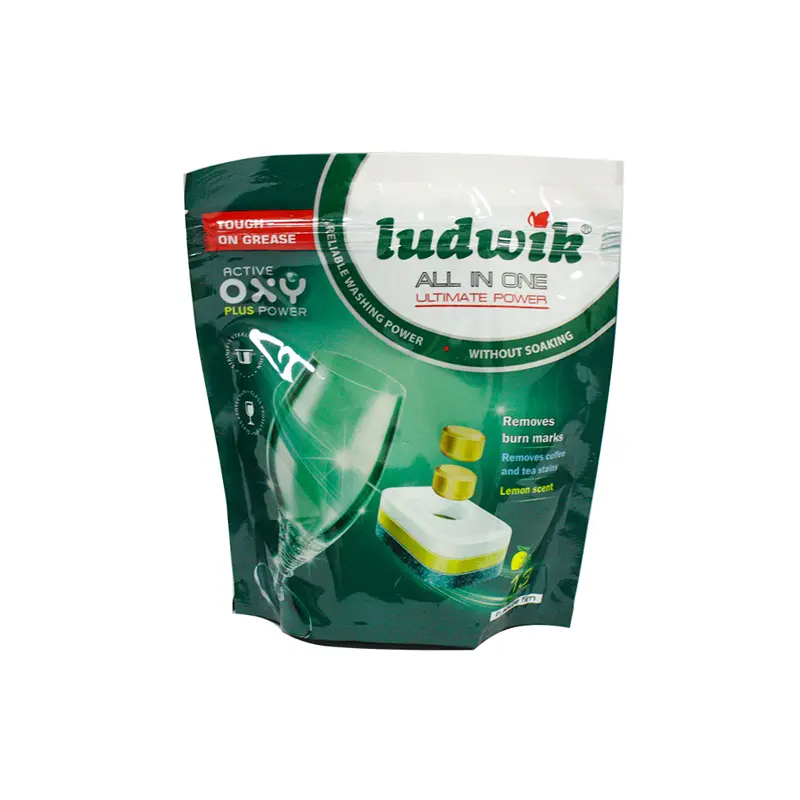 TOUGH
ON GREASE
ludwik®
ALL IN ONE
ULTIMATE POWER
RELIABLE WASHING POWER • WITHOUT SOAKING
ACTIVE
OXY
PLUS POWER
Removes
burn marks
Removes coffee
and tea stains
Lemon scent
13